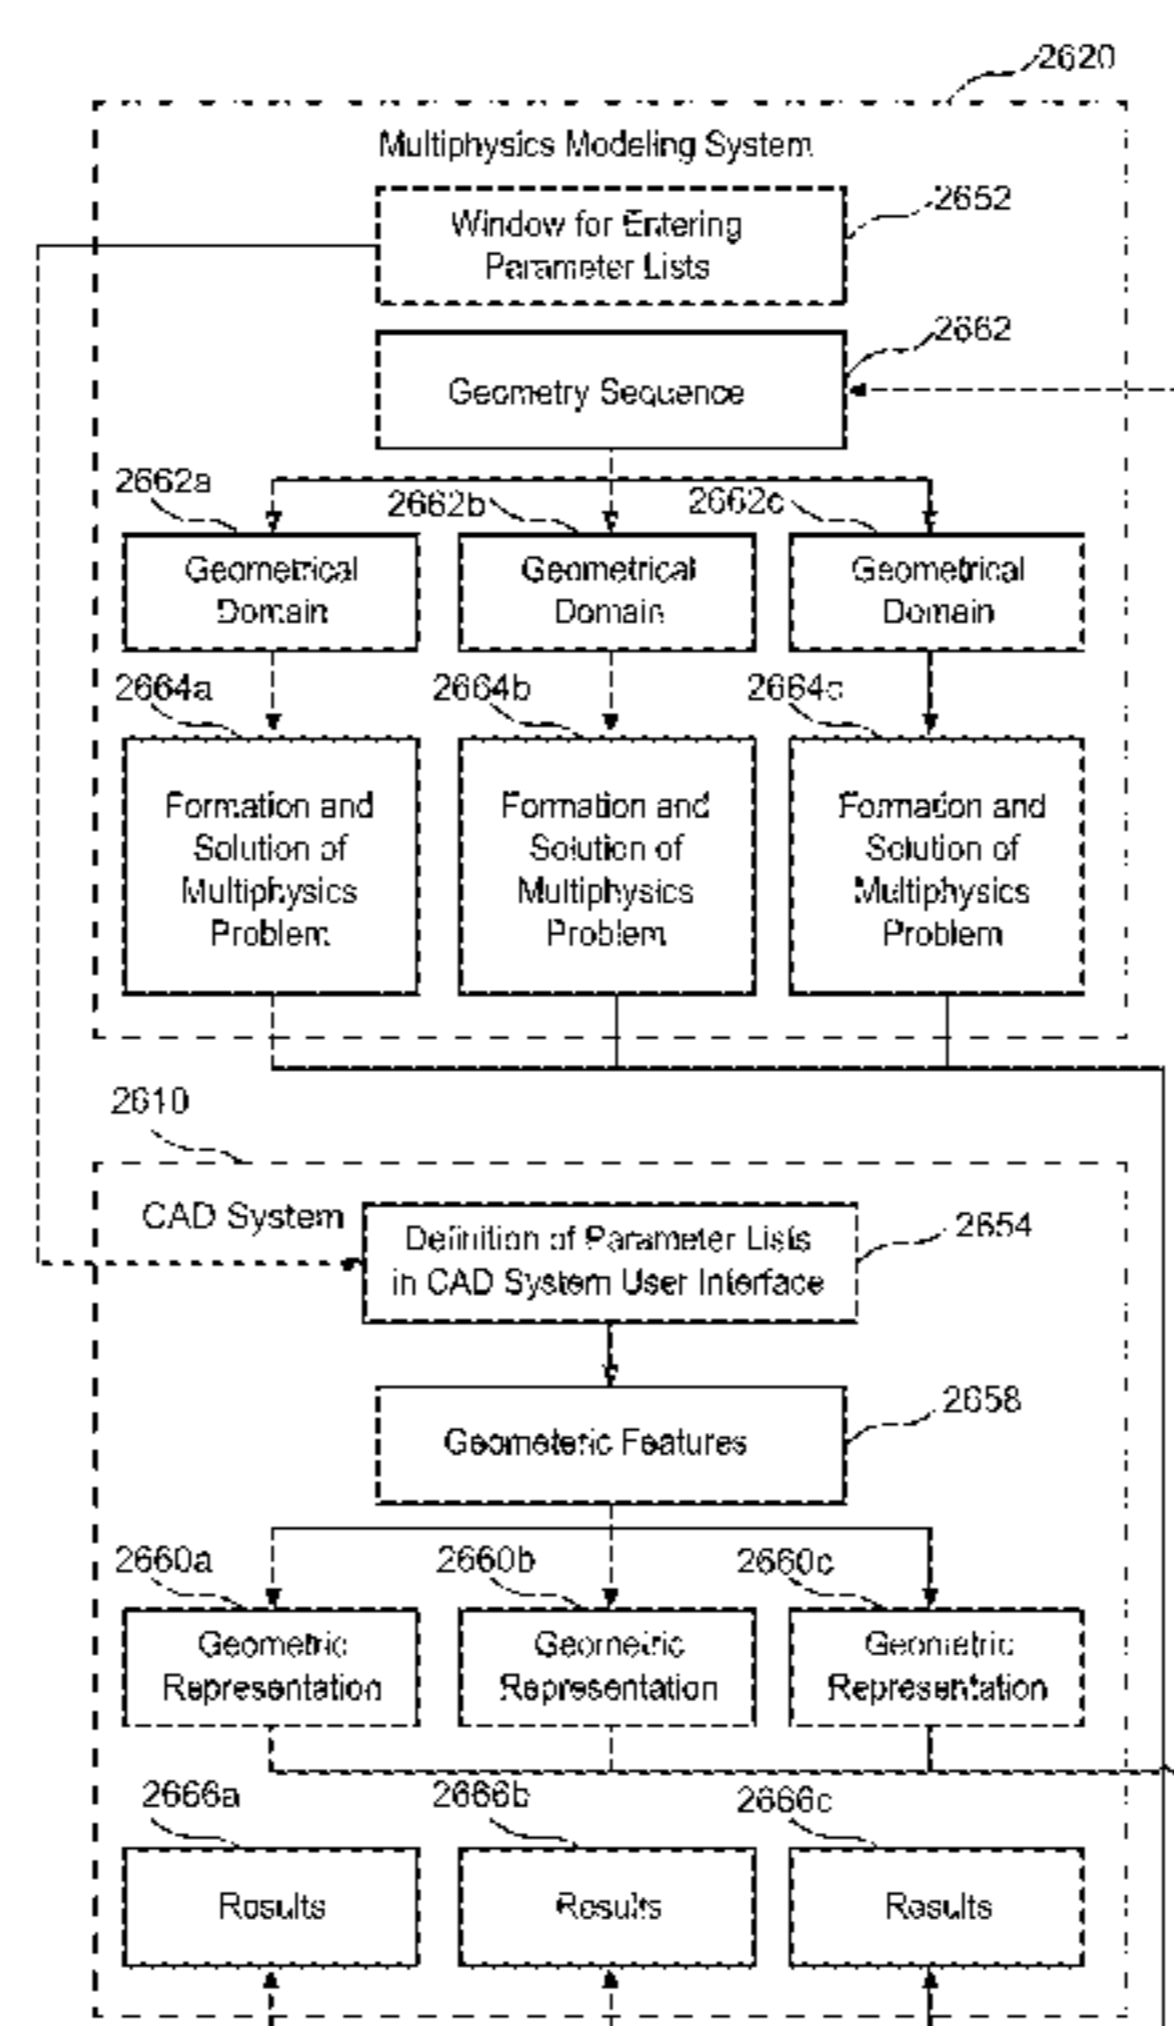 2620
Multiphysics Modeling System
2652
Window for Entering
Parameter Lists
2662
Geometry Sequence
2662a
2662b
2662c
Geometrical
Domain
Geometrical
Domain
Geometrical
Domain
2664a
2664b
2664c
Formation and
Solution of
Multiphysics
Problem
Formation and
Solution of
Multiphysics
Problem
Formation and
Solution of
Multiphysics
Problem
2610
CAD System
2654
Definition of Parameter Lists
in CAD System User Interface
2658
Geometeric Features
2660a
2660b
2660c
Geometric
Representation
Geometric
Representation
Geometric
Representation
2666a
2666b
2666c
Results
Results
Results